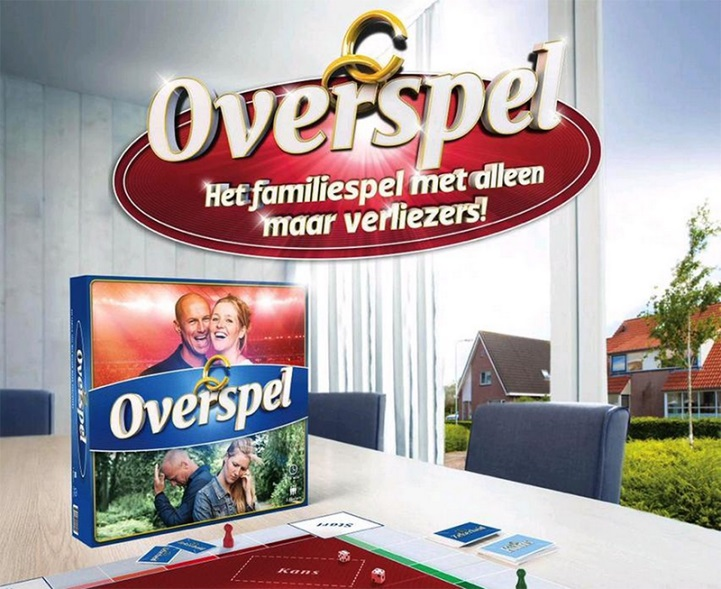 Overspel
Het familiespel met alleen
maar verliezers!
Overspel
Overspel
Start
Kans